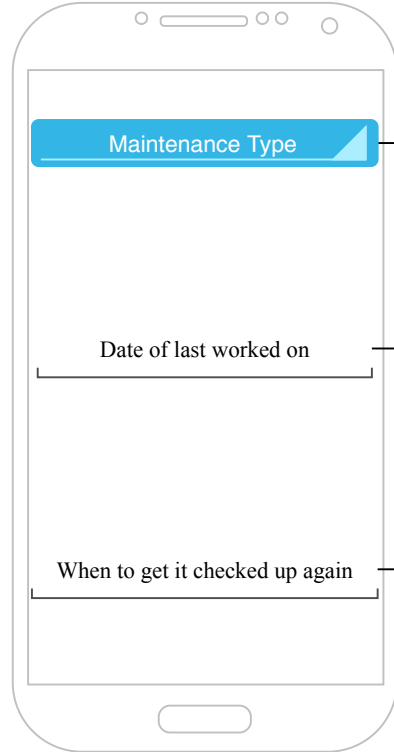 Maintenance Type
Date of last worked on
When to get it checked up again